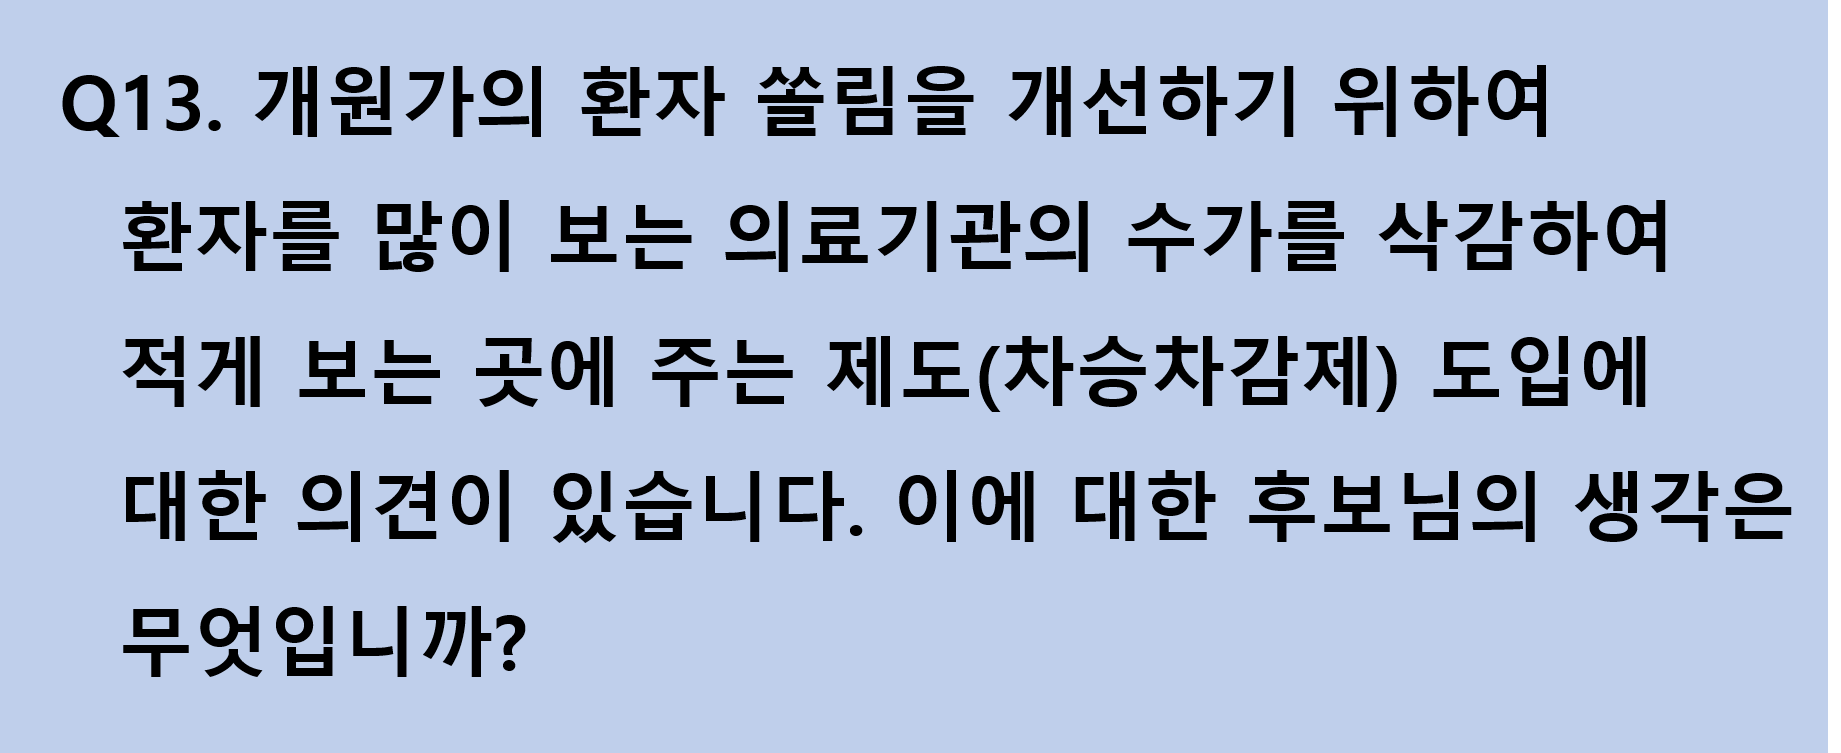 Q13. 개원가의 환자 쏠림을 개선하기 위하여
환자를 많이 보는 의료기관의 수가를 삭감하여
적게 보는 곳에 주는 제도(차승차감제) 도입에
대한 의견이 있습니다. 이에 대한 후보님의 생각은
무엇입니까?